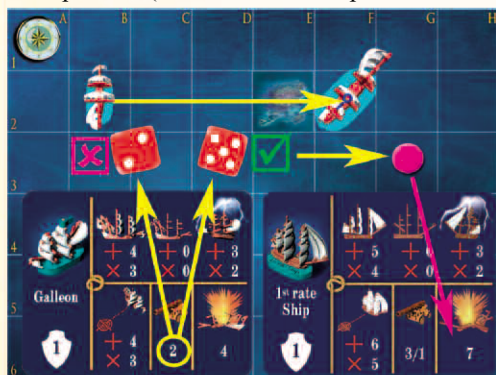 A B C D E F G H
1
2
3
4
+ 4 + 0 + 3
× 3 × 0 × 2
Galleon
5
+ 4
× 3
1
2
4
+ 5 + 0 + 3
× 4 × 0 × 2
1st rate
Ship
+ 6
× 5
1
3/1
7
6